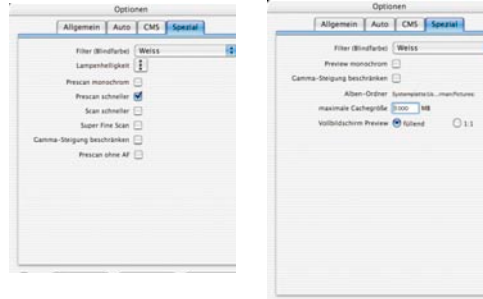 Optionen
Allgemein Auto CMS Spezial
Filter (Blindfarbe) Weiss
Lampenhelligkeit
Prescan monochrom
Prescan schneller
Scan schneller
Super Fine Scan
Gamma-Steigung beschränken
Prescan ohne AF
Optionen
Allgemein Auto CMS Spezial
Filter (Blindfarbe) Weiss
Preview monochrom
Gamma-Steigung beschränken
Alben-Ordner
maximale Cachegröße MB
Vollbildschirm Preview füllend 1:1